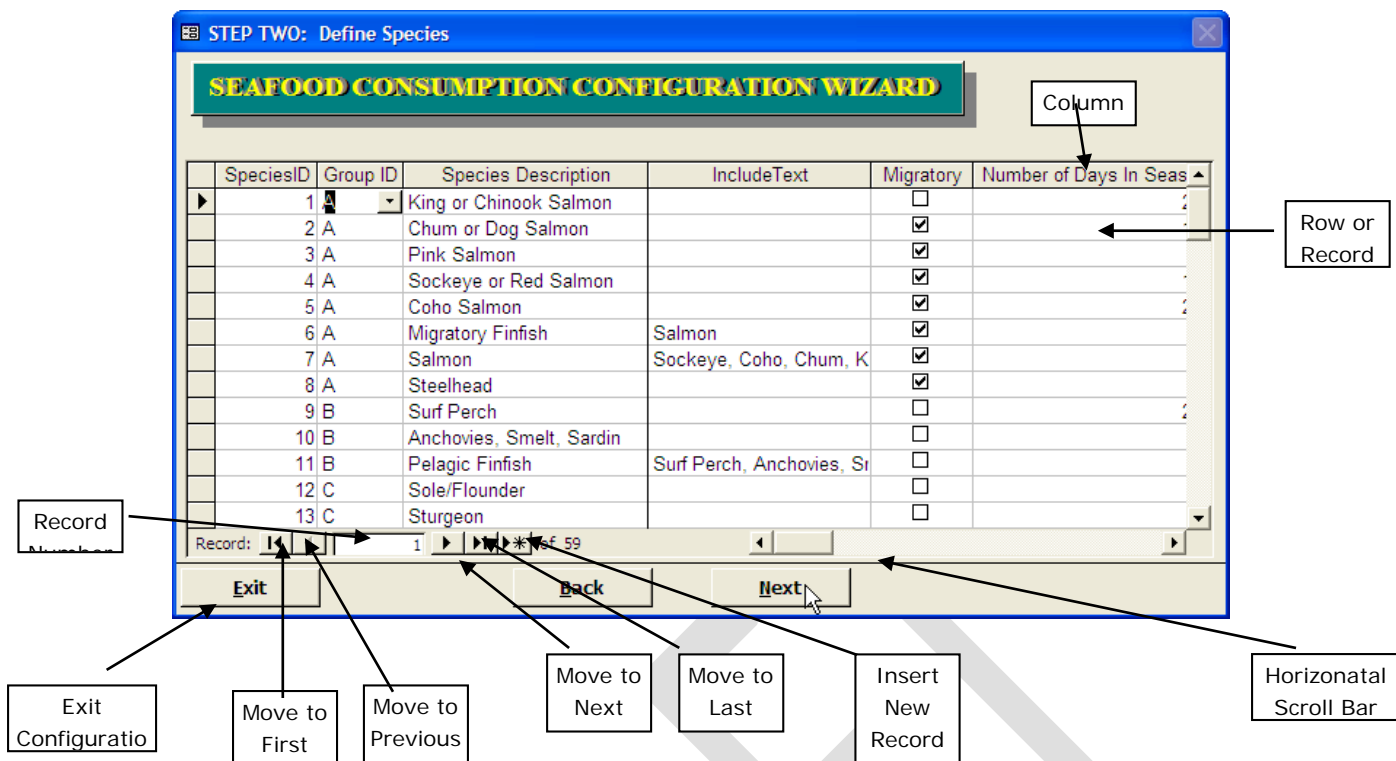 STEP TWO: Define Species
SEAFOOD CONSUMPTION CONFIGURATION WIZARD
Column
SpeciesID Group ID Species Description IncludeText Migratory Number of Days In Seas
1 A King or Chinook Salmon 2
2 A Chum or Dog Salmon
3 A Pink Salmon
4 A Sockeye or Red Salmon 1
5 A Coho Salmon 2
6 A Migratory Finfish Salmon
7 A Salmon Sockeye, Coho, Chum, K
8 A Steelhead
9 B Surf Perch 2
10 B Anchovies, Smelt, Sardin
11 B Pelagic Finfish Surf Perch, Anchovies, Sr
12 C Sole/Flounder
13 C Sturgeon
Row or
Record
Record
Number
Record: 1 of 59
Exit Back Next
Exit
Configuratio
Move to
First
Move to
Previous
Move to
Next
Move to
Last
Insert
New
Record
Horizonatal
Scroll Bar